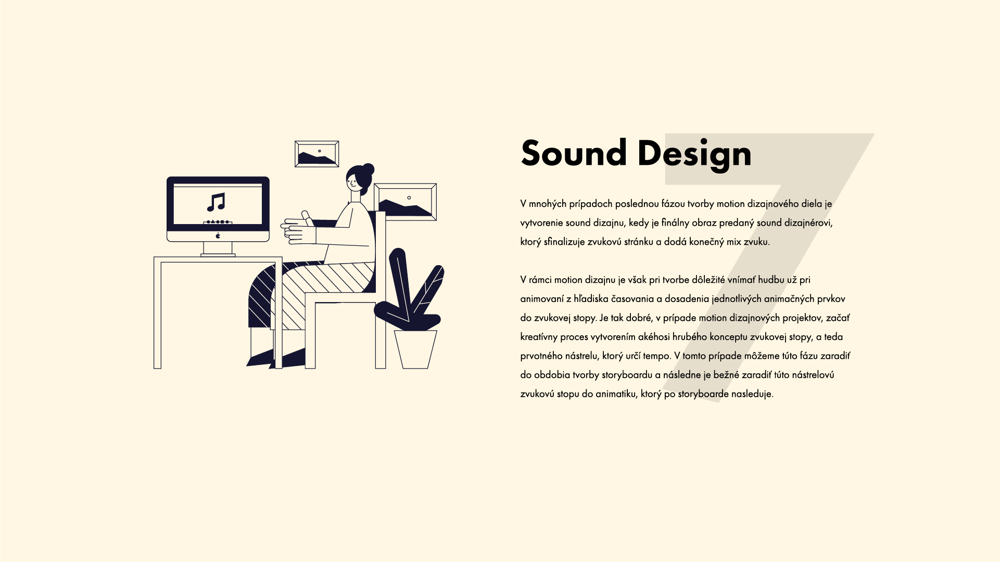 Sound Design
7
V mnohých prípadoch poslednou fázou tvorby motion dizajnového diela je
vytvorenie sound dizajnu, kedy je finálny obraz predaný sound dizajnérovi,
ktorý sfinalizuje zvukovú stránku a dodá konečný mix zvuku.
V rámci motion dizajnu je však pri tvorbe dôležité vnímať hudbu už pri
animovaní z hľadiska časovania a dosadenia jednotlivých animačných prvkov
do zvukovej stopy. Je tak dobré, v prípade motion dizajnových projektov, začať
kreatívny proces vytvorením akéhosi hrubého konceptu zvukovej stopy, a teda
prvotného nástrelu, ktorý určí tempo. V tomto prípade môžeme túto fázu zaradiť
do obdobia tvorby storyboardu a následne je bežné zaradiť túto nástrelovú
zvukovú stopu do animatiku, ktorý po storyboarde nasleduje.